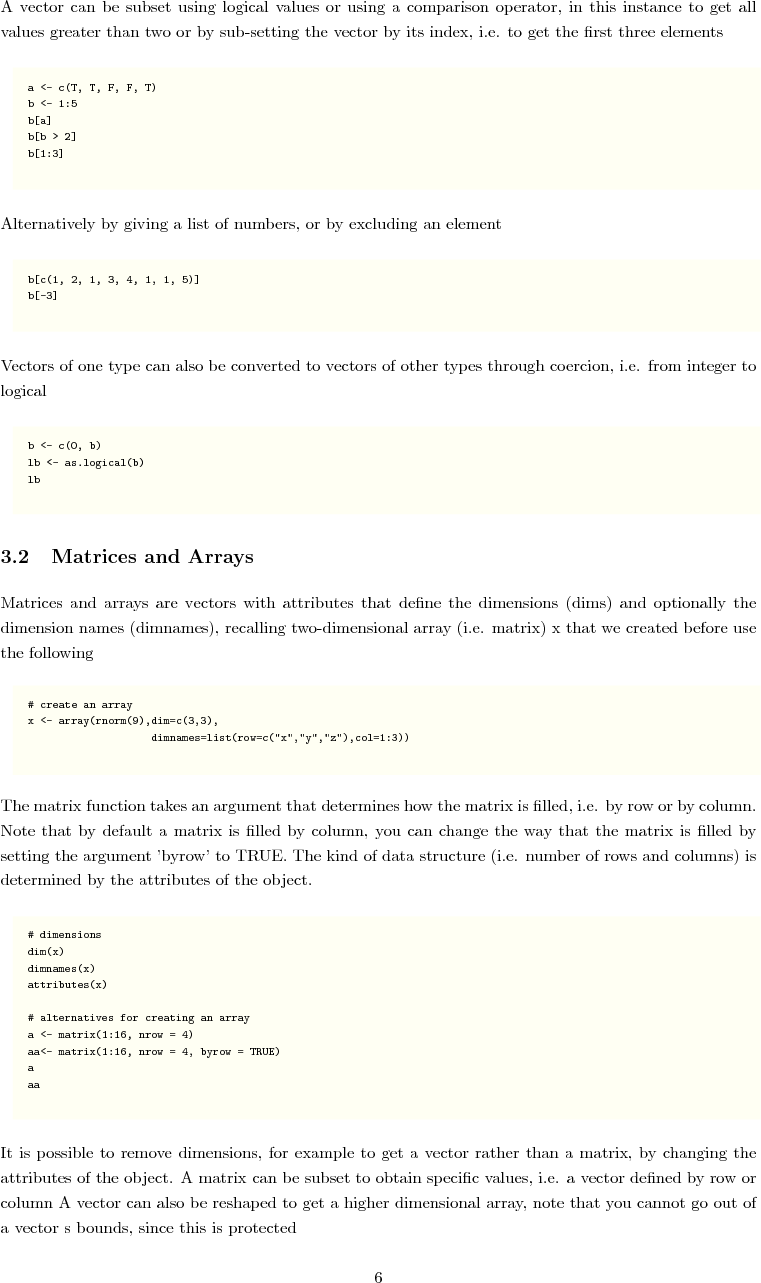 A vector can be subset using logical values or using a comparison operator, in this instance to get all
values greater than two or by sub-setting the vector by its index, i.e. to get the first three elements
a <- c(T, T, F, F, T)
b <- 1:5
b[a]
b[b > 2]
b[1:3]
Alternatively by giving a list of numbers, or by excluding an element
b[c(1, 2, 1, 3, 4, 1, 1, 5)]
b[-3]
Vectors of one type can also be converted to vectors of other types through coercion, i.e. from integer to
logical
b <- c(0, b)
lb <- as.logical(b)
lb
3.2 Matrices and Arrays
Matrices and arrays are vectors with attributes that define the dimensions (dims) and optionally the
dimension names (dimnames), recalling two-dimensional array (i.e. matrix) x that we created before use
the following
# create an array
x <- array(rnorm(9),dim=c(3,3),
dimnames=list(row=c("x","y","z"),col=1:3))
The matrix function takes an argument that determines how the matrix is filled, i.e. by row or by column.
Note that by default a matrix is filled by column, you can change the way that the matrix is filled by
setting the argument 'byrow' to TRUE. The kind of data structure (i.e. number of rows and columns) is
determined by the attributes of the object.
# dimensions
dim(x)
dimnames(x)
attributes(x)
# alternatives for creating an array
a <- matrix(1:16, nrow = 4)
aa<- matrix(1:16, nrow = 4, byrow = TRUE)
a
aa
It is possible to remove dimensions, for example to get a vector rather than a matrix, by changing the
attributes of the object. A matrix can be subset to obtain specific values, i.e. a vector defined by row or
column A vector can also be reshaped to get a higher dimensional array, note that you cannot go out of
a vector s bounds, since this is protected
6